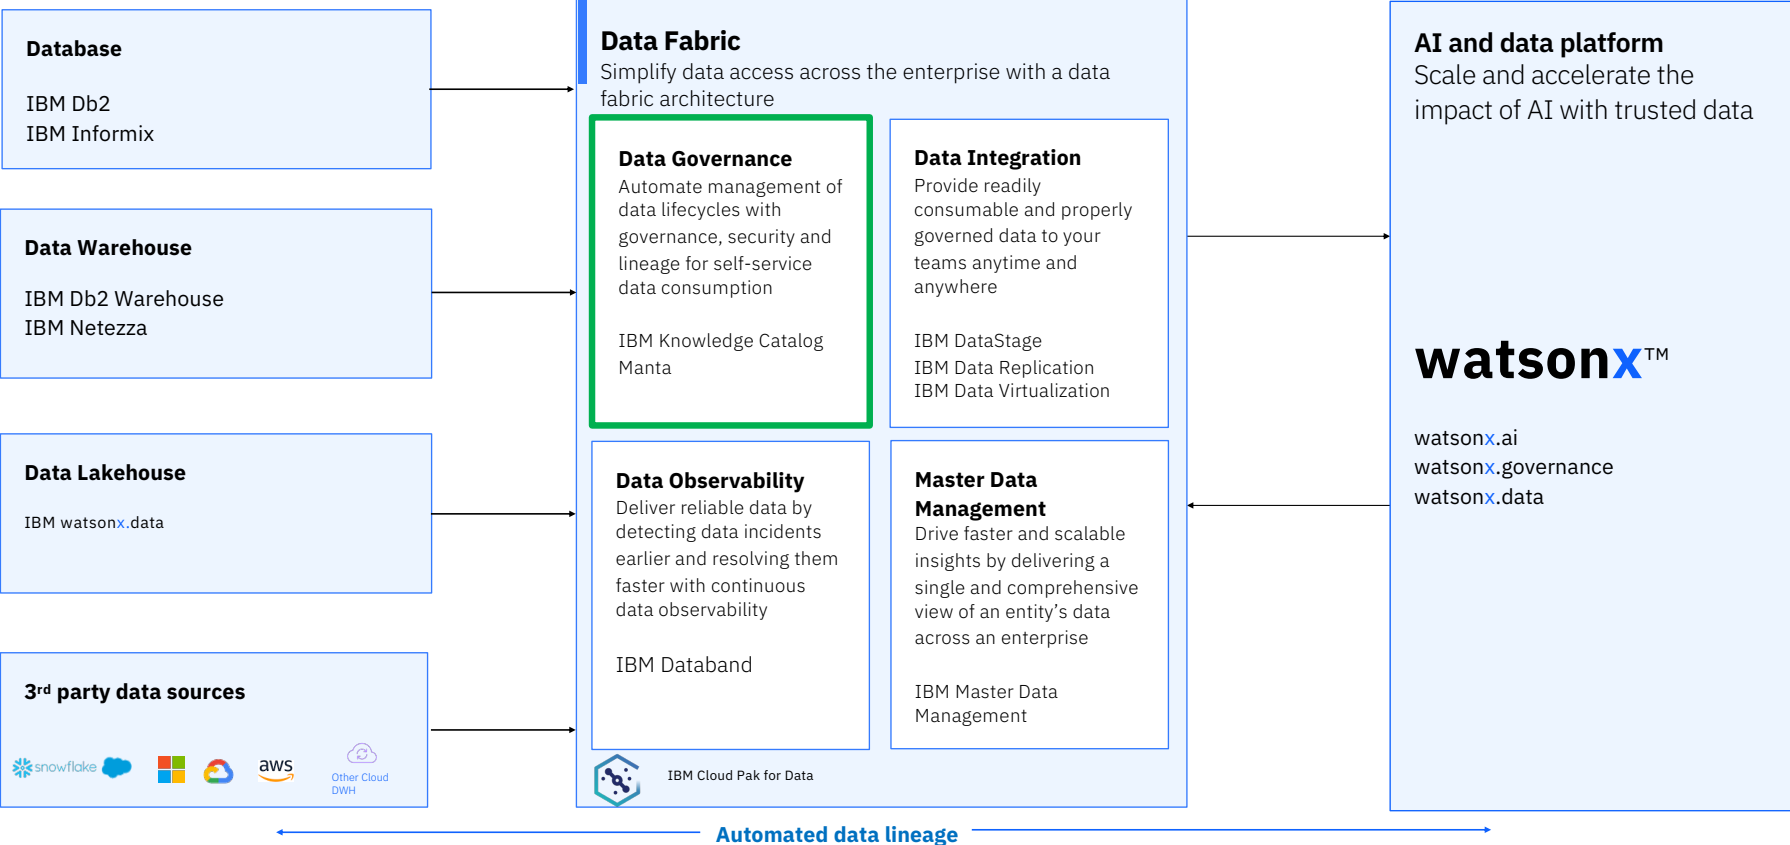 Database
IBM Db2
IBM Informix
Data Warehouse
IBM Db2 Warehouse
IBM Netezza
Data Lakehouse
IBM watsonx.data
3rd party data sources
snowflake
aws
Other Cloud
DWH
Data Fabric
Simplify data access across the enterprise with a data
fabric architecture
Data Governance
Automate management of
data lifecycles with
governance, security and
lineage for self-service
data consumption
IBM Knowledge Catalog
Manta
Data Integration
Provide readily
consumable and properly
governed data to your
teams anytime and
anywhere
IBM DataStage
IBM Data Replication
IBM Data Virtualization
Data Observability
Deliver reliable data by
detecting data incidents
earlier and resolving them
faster with continuous
data observability
IBM Databand
Master Data
Management
Drive faster and scalable
insights by delivering a
single and comprehensive
view of an entity’s data
across an enterprise
IBM Master Data
Management
IBM Cloud Pak for Data
AI and data platform
Scale and accelerate the
impact of AI with trusted data
watsonx™
watsonx.ai
watsonx.governance
watsonx.data
Automated data lineage